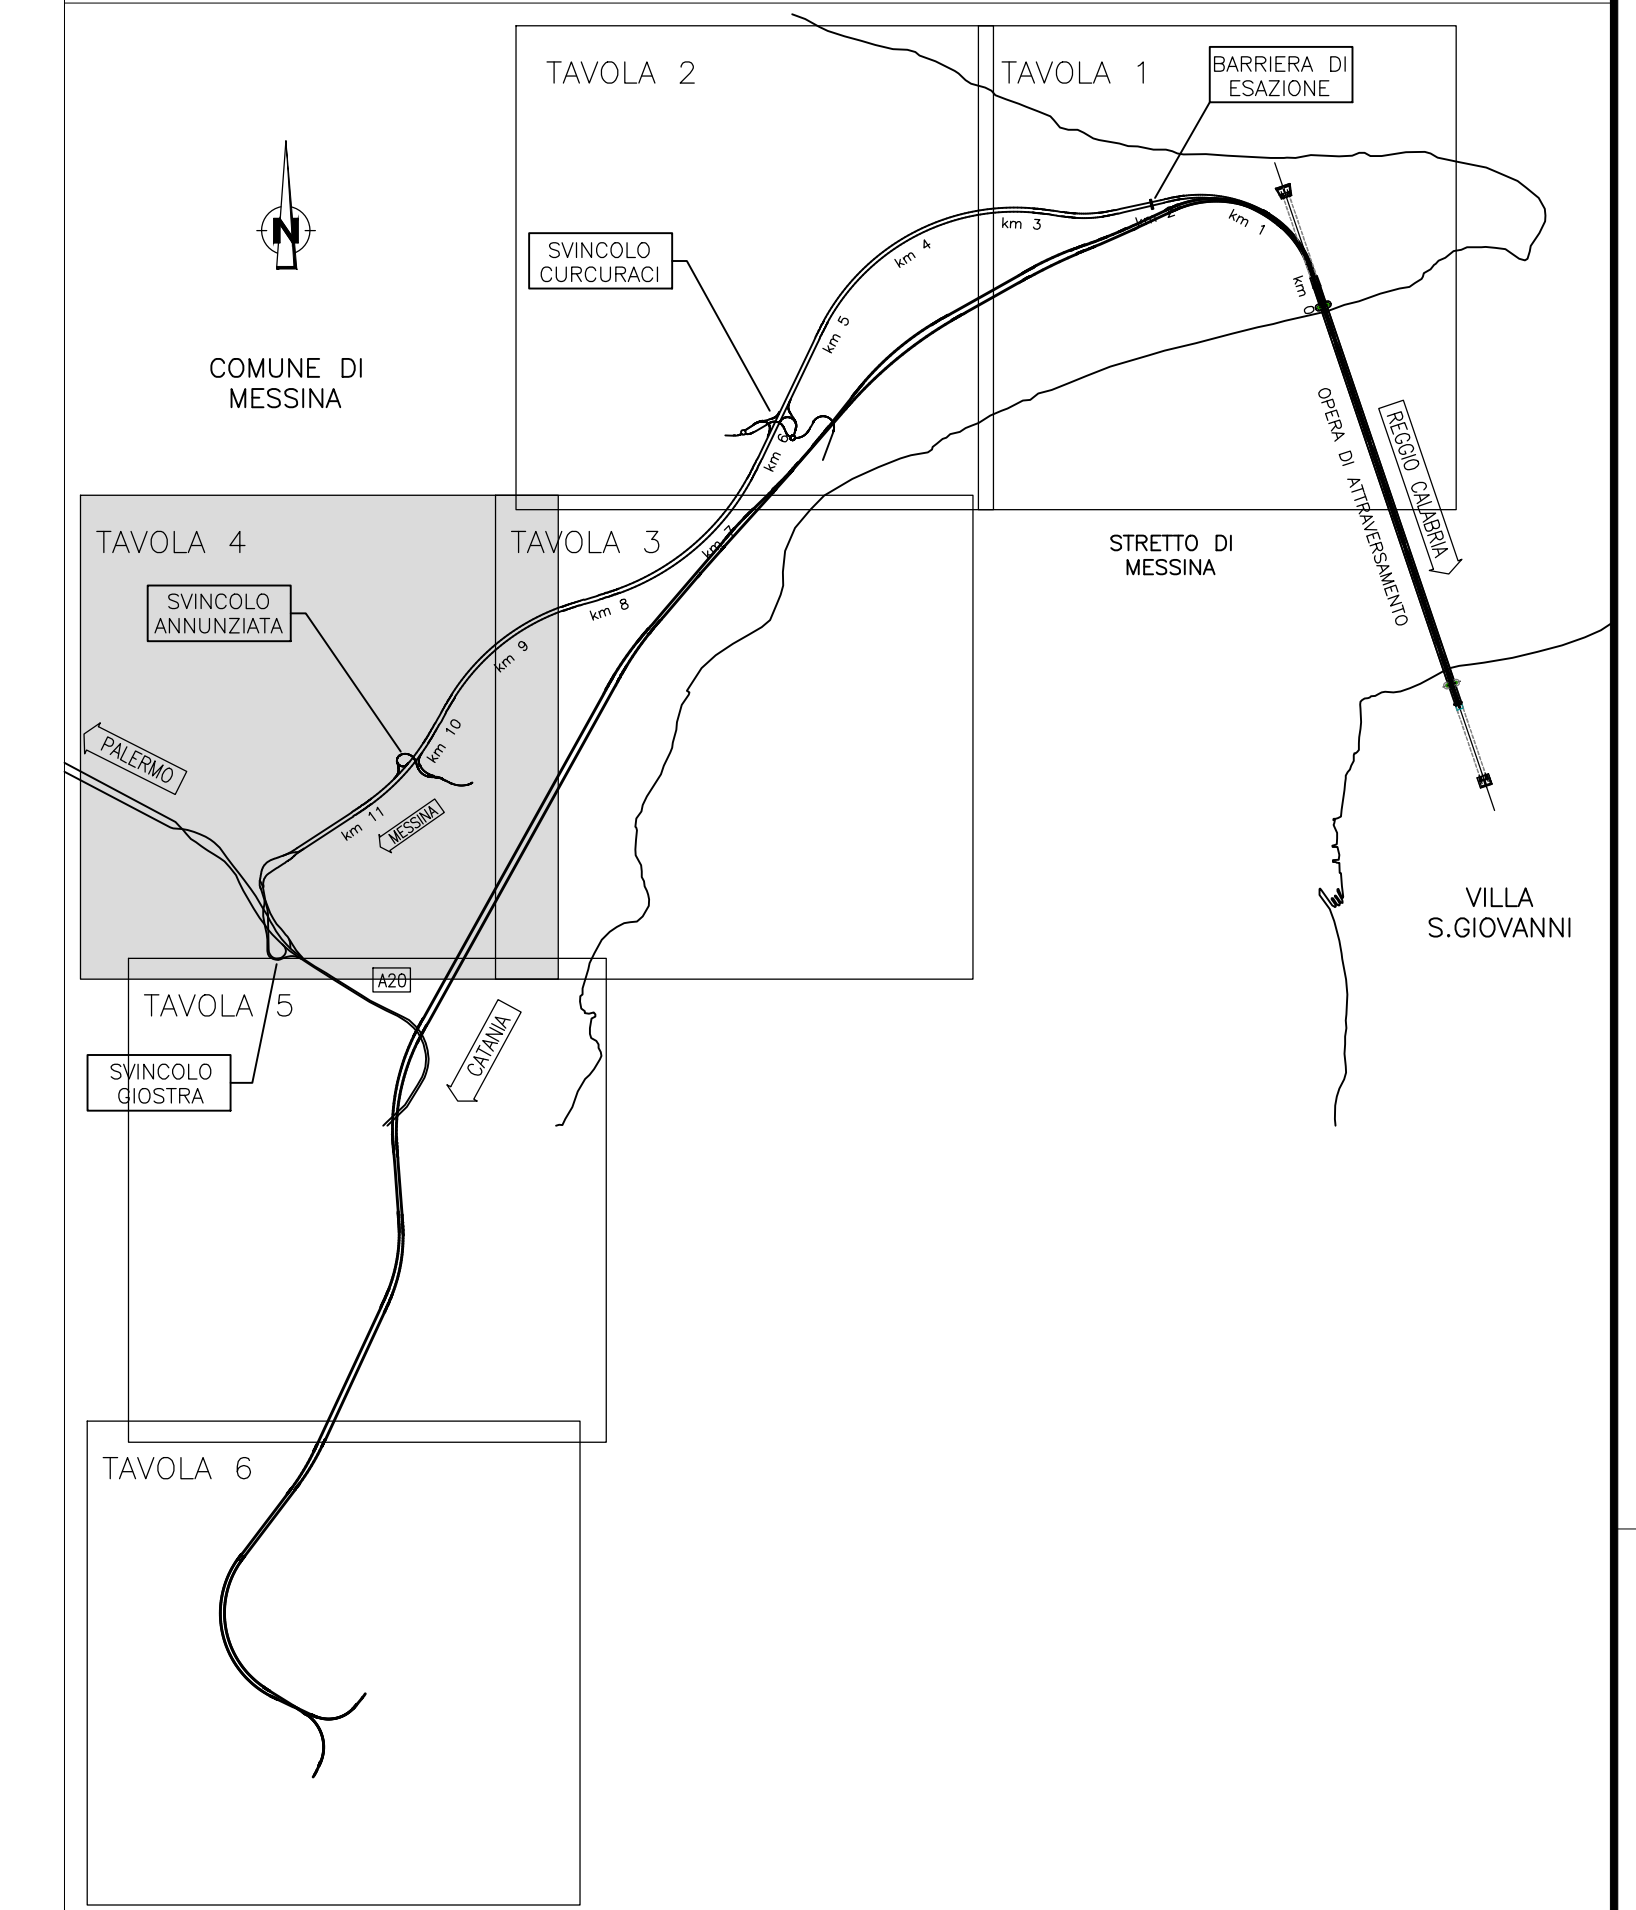 TAVOLA 2
TAVOLA 1
BARRIERA DI
ESAZIONE
N
SVINCOLO
CURCURACI
km 0
km 1
km 2
km 3
km 4
km 5
km 6
km 7
COMUNE DI
MESSINA
OPERA DI ATTRAVERSAMENTO
REGGIO CALABRIA
STRETTO DI
MESSINA
TAVOLA 4
TAVOLA 3
SVINCOLO
ANNUNZIATA
km 8
km 9
km 10
km 11
PALERMO
MESSINA
VILLA
S.GIOVANNI
A20
TAVOLA 5
CATANIA
SVINCOLO
GIOSTRA
TAVOLA 6